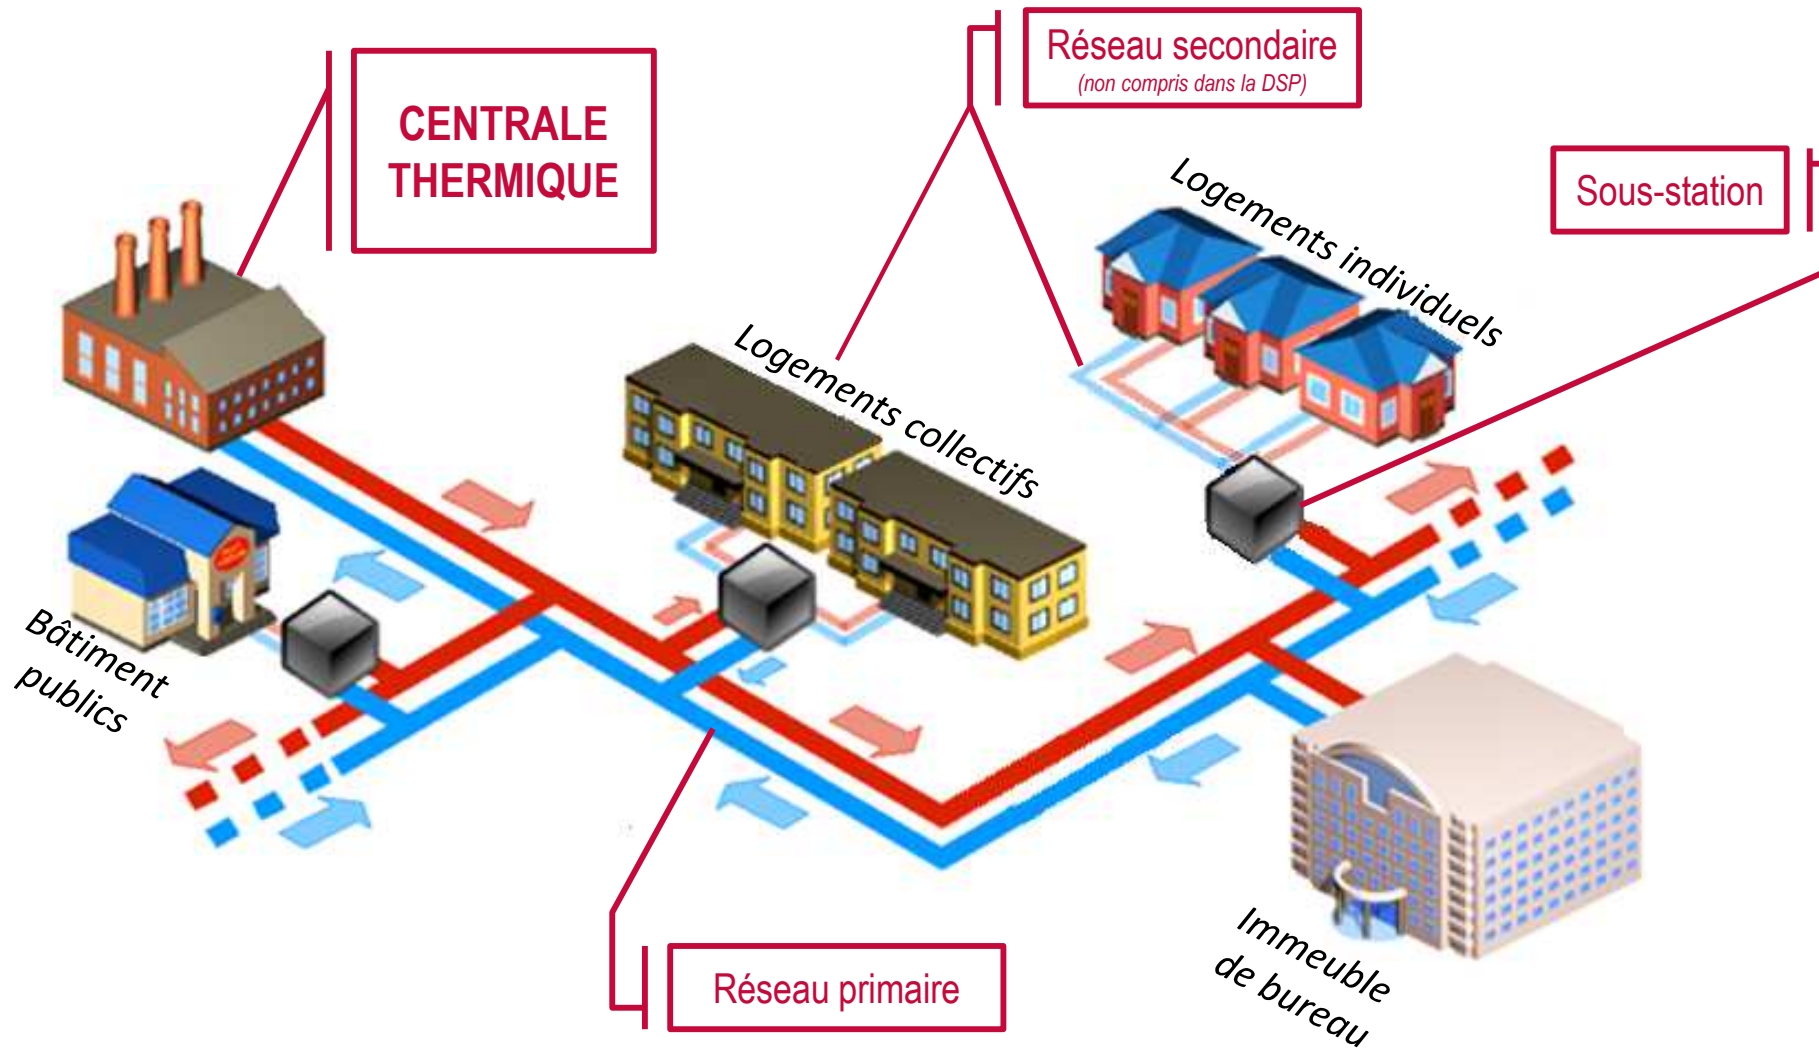 Réseau secondaire
(non compris dans la DSP)
CENTRALE
THERMIQUE
Sous-station
Logements individuels
Logements collectifs
Bâtiment
publics
Immeuble
de bureau
Réseau primaire